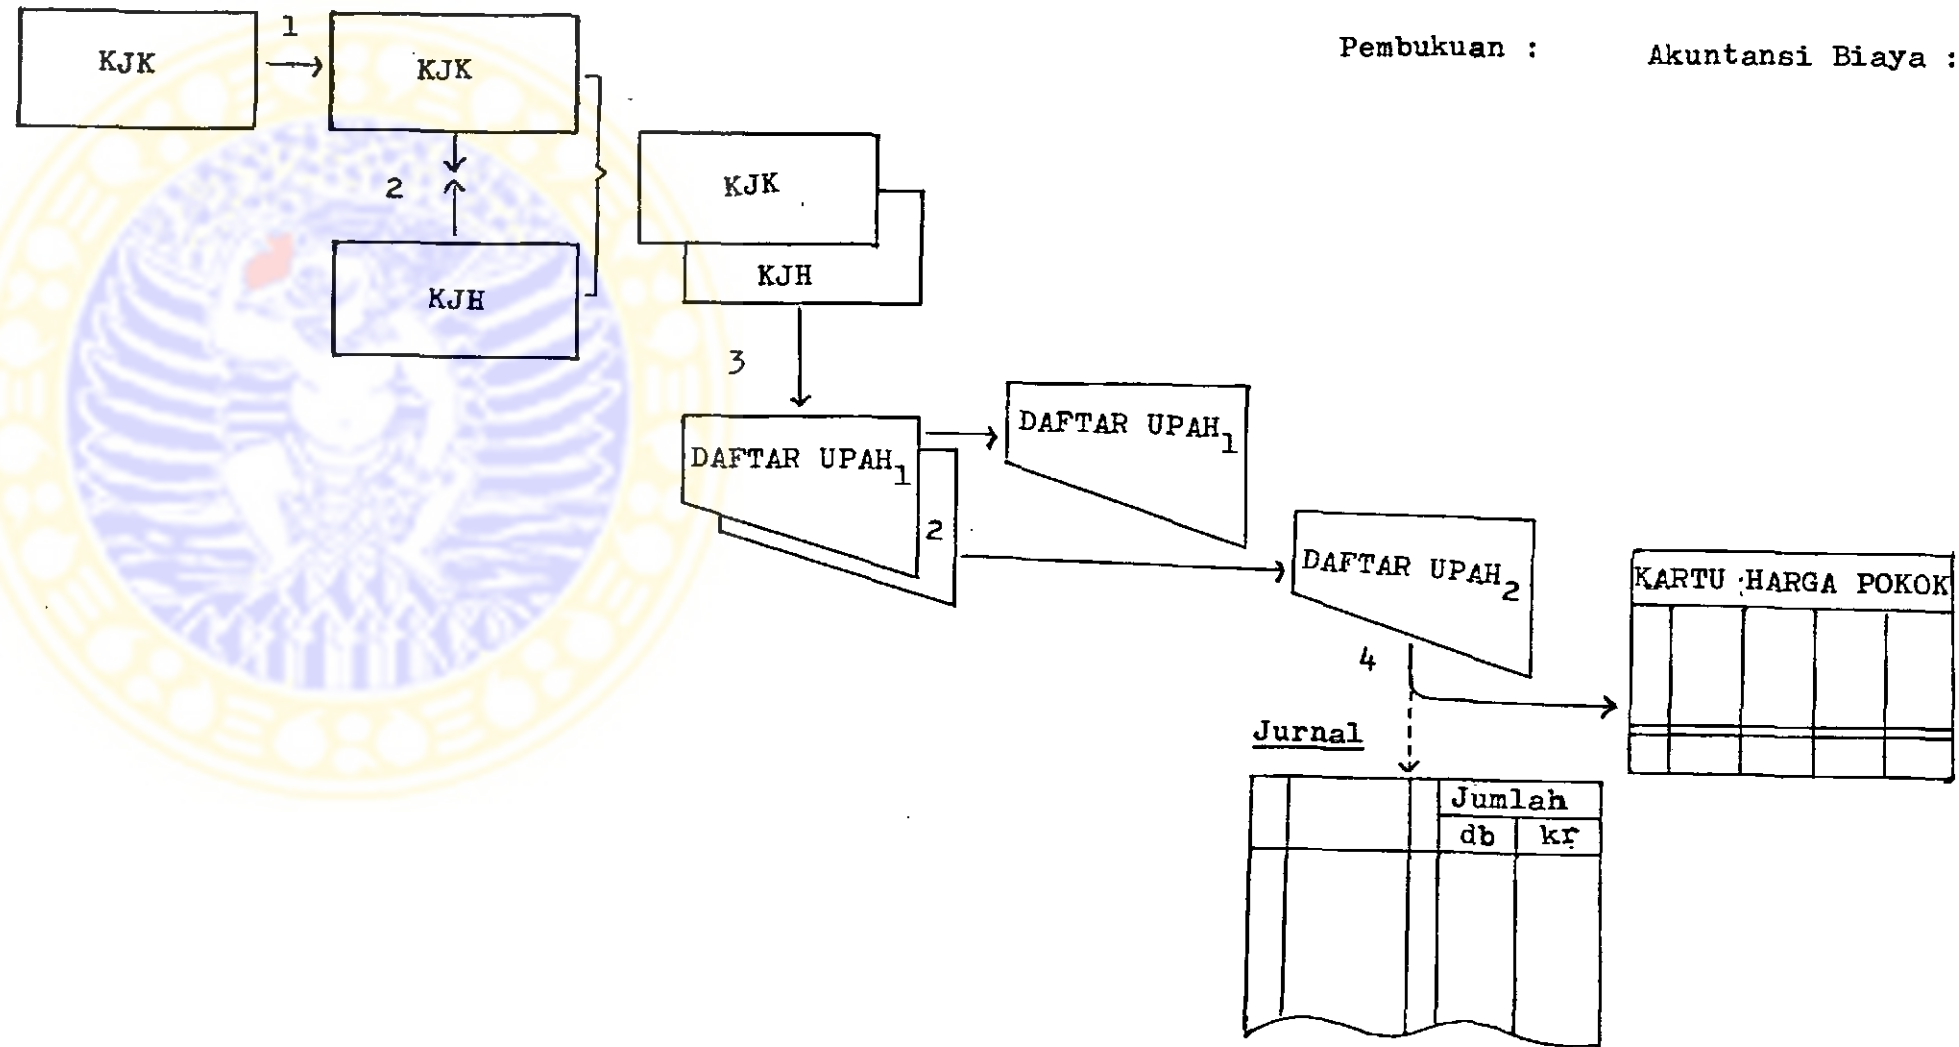 Pembukuan :
Akuntansi Biaya :
KJK
1
KJK
2
KJH
KJK
KJH
3
DAFTAR UPAH1
2
DAFTAR UPAH1
DAFTAR UPAH2
4
KARTU HARGA POKOK
Jurnal
Jumlah
db
kr